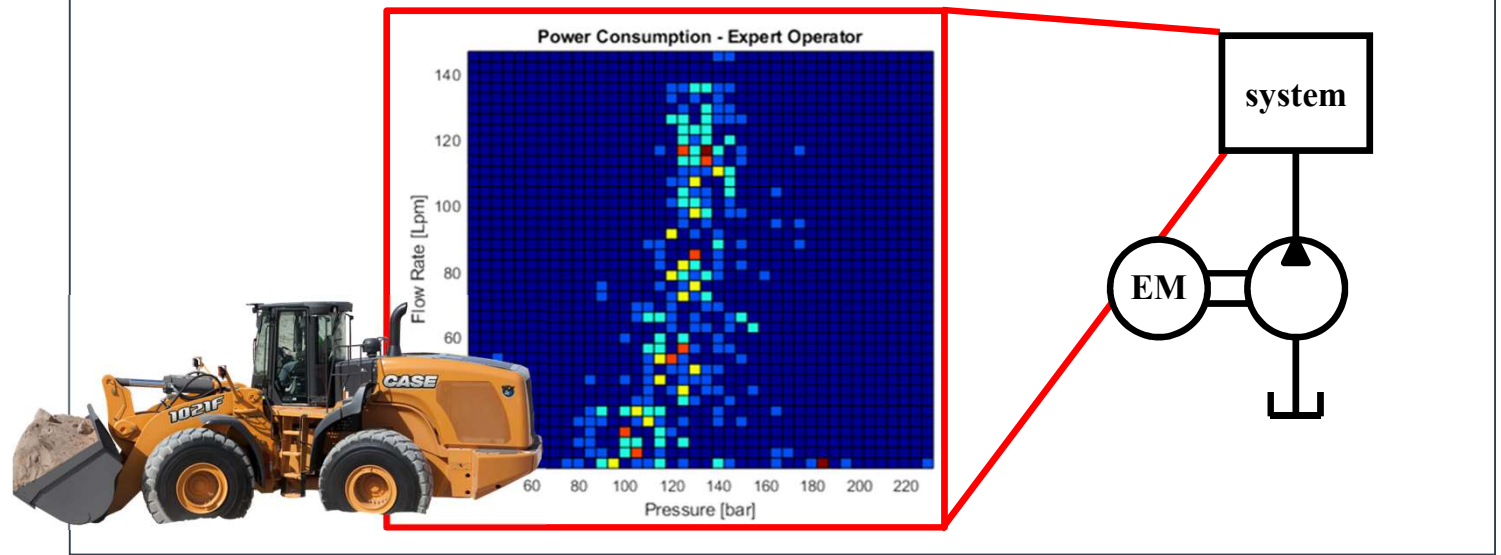 Power Consumption - Expert Operator
140
120
100
80
60
Flow Rate [Lpm]
60 80 100 120 140 160 180 200 220
Pressure [bar]
system
EM
CASE
1021F